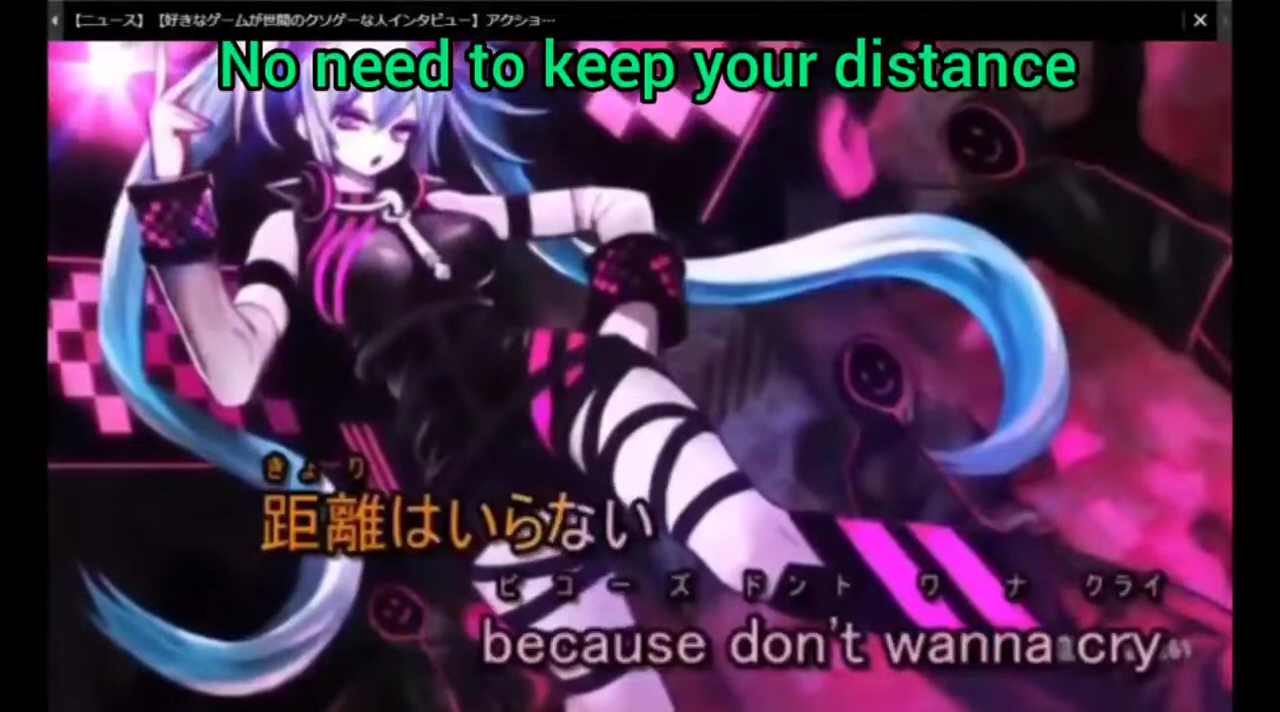 【ニュース】【好きなゲームが世間のクソゲーな人インタビュー】アクショ…
No need to keep your distance
きょり
距離はいらない
ビコーズ ドント ワナ クライ
because don't wanna cry